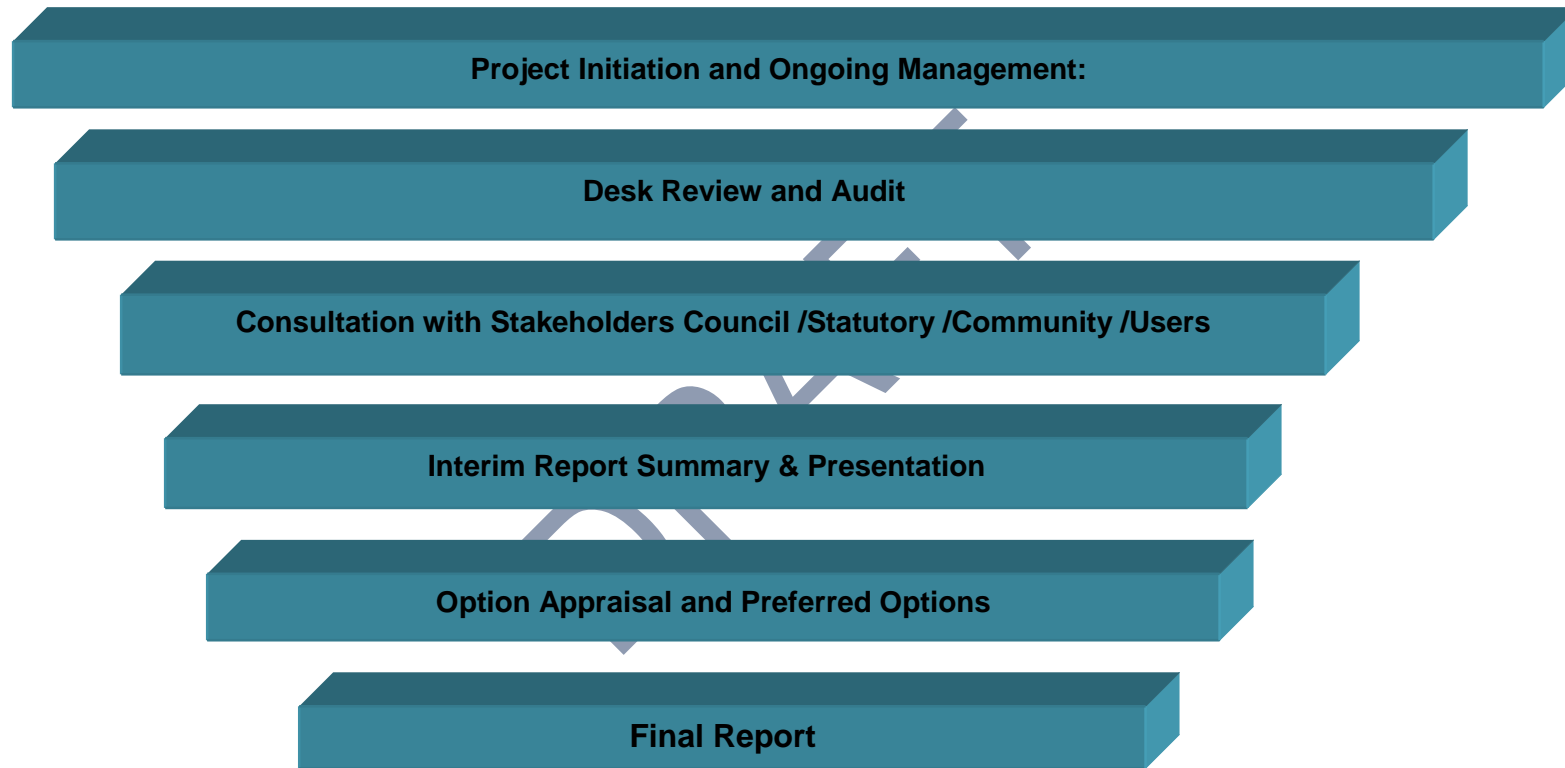 Project Initiation and Ongoing Management:
Desk Review and Audit
Consultation with Stakeholders Council /Statutory /Community /Users
Interim Report Summary & Presentation
Option Appraisal and Preferred Options
Final Report
DRAFT